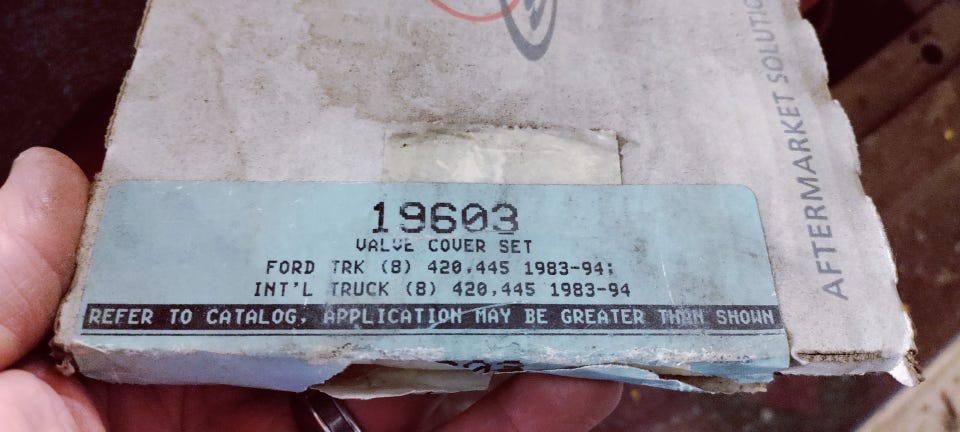 AFTERMARKET
19603
VALVE COVER SET
FORD TRK (8) 420,445 1983-94;
INT'L TRUCK (8) 420,445 1983-94
REFER TO CATALOG, APPLICATION MAY BE GREATER THAN SHOWN